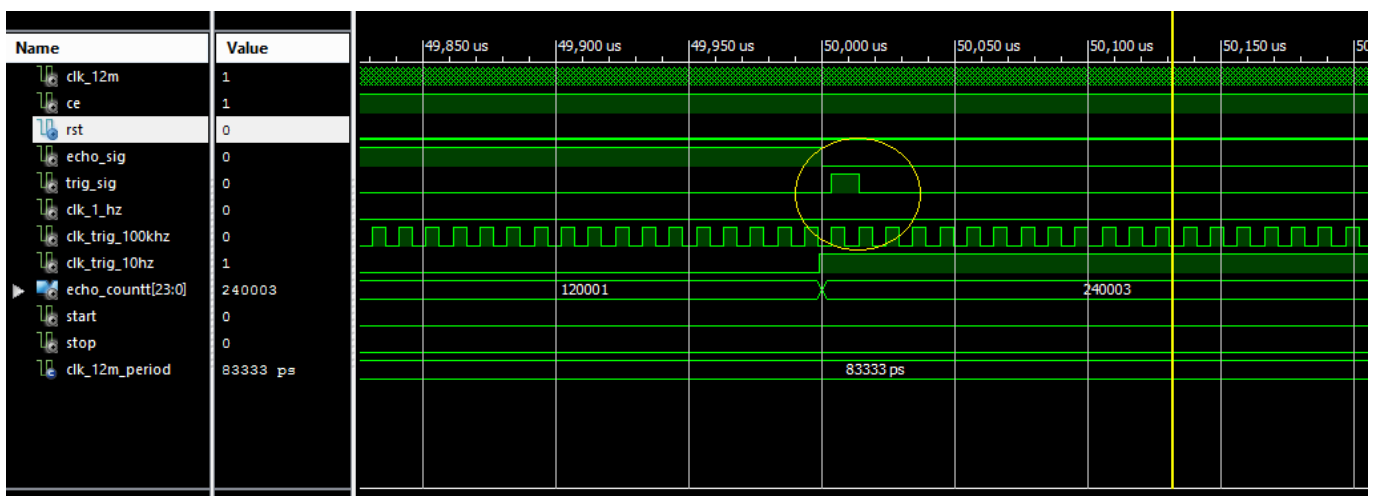 Name Value 49,850 us 49,900 us 49,950 us 50,000 us 50,050 us 50,100 us 50,150 us 50
clk_12m 1
ce 1
rst 0
echo_sig 0
trig_sig 0
clk_1_hz 0
clk_trig_100khz 0
clk_trig_10hz 1
echo_countt[23:0] 240003 120001 240003
start 0
stop 0
clk_12m_period 83333 ps 83333 ps